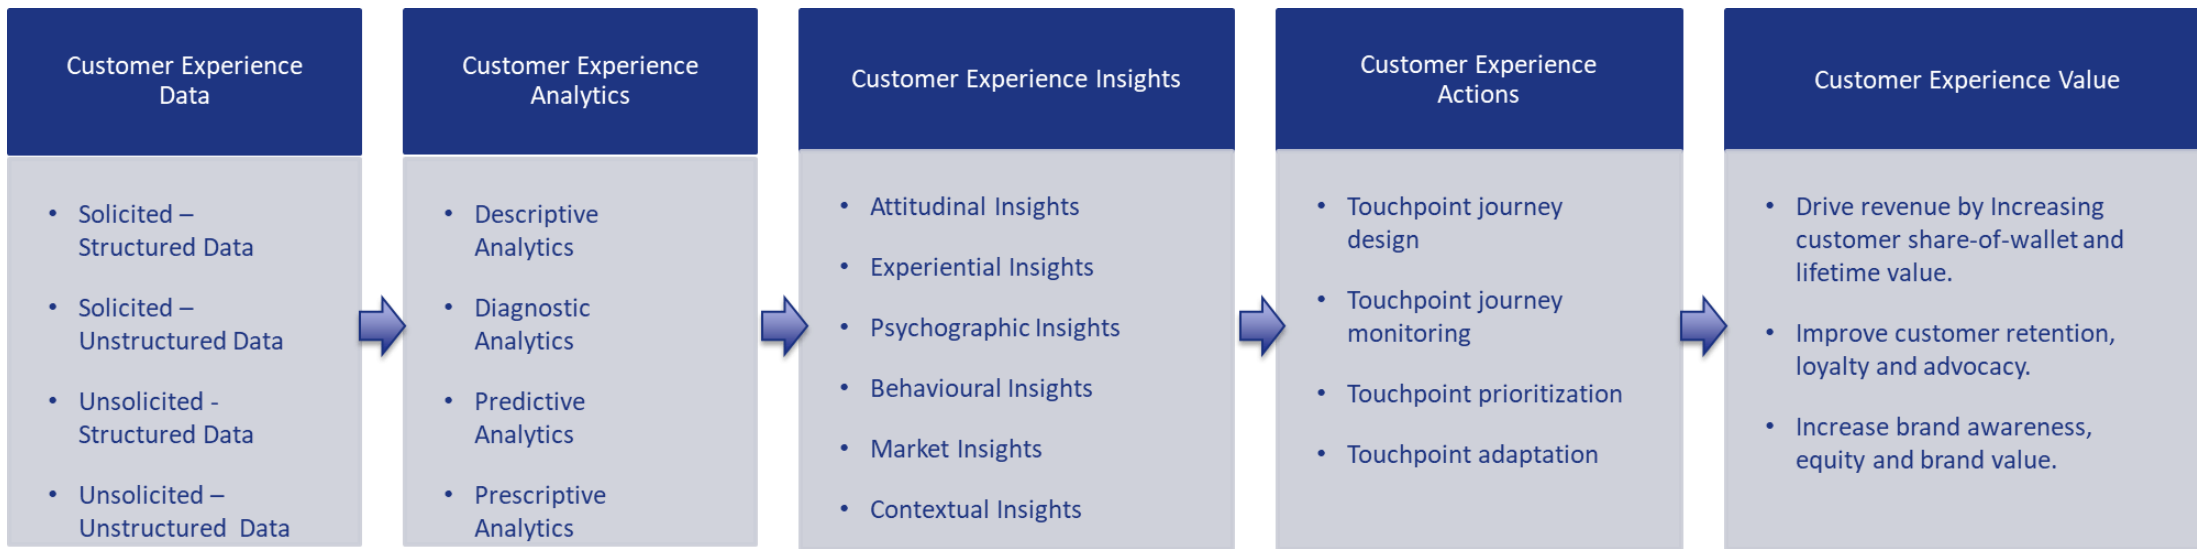 Customer Experience
Data
• Solicited –
Structured Data
• Solicited –
Unstructured Data
• Unsolicited -
Structured Data
• Unsolicited –
Unstructured Data
Customer Experience
Analytics
• Descriptive
Analytics
• Diagnostic
Analytics
• Predictive
Analytics
• Prescriptive
Analytics
Customer Experience Insights
• Attitudinal Insights
• Experiential Insights
• Psychographic Insights
• Behavioural Insights
• Market Insights
• Contextual Insights
Customer Experience
Actions
• Touchpoint journey
design
• Touchpoint journey
monitoring
• Touchpoint prioritization
• Touchpoint adaptation
Customer Experience Value
• Drive revenue by Increasing
customer share-of-wallet and
lifetime value.
• Improve customer retention,
loyalty and advocacy.
• Increase brand awareness,
equity and brand value.